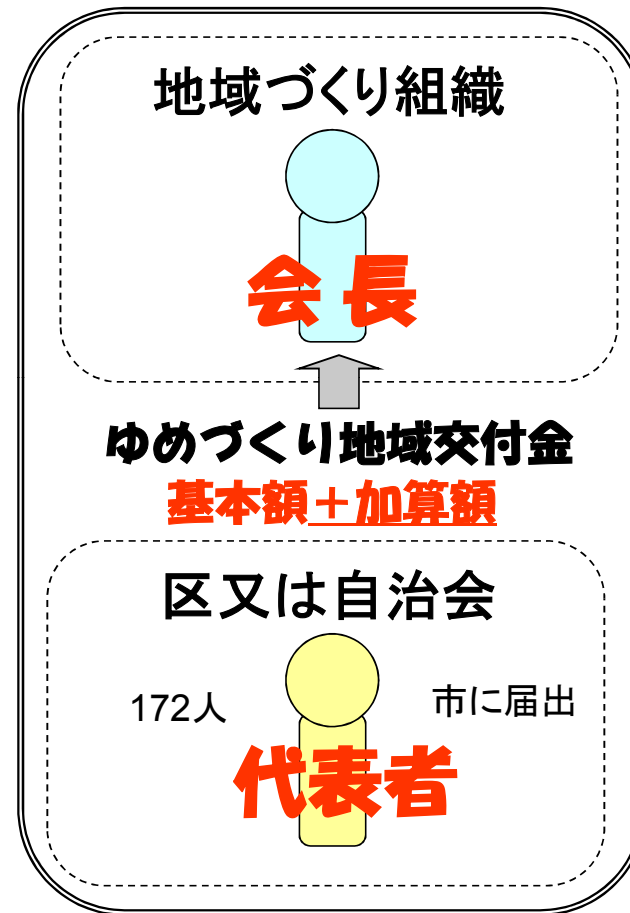 地域づくり組織
会長
ゆめづくり地域交付金
基本額＋加算額
区又は自治会
172人
市に届出
代表者